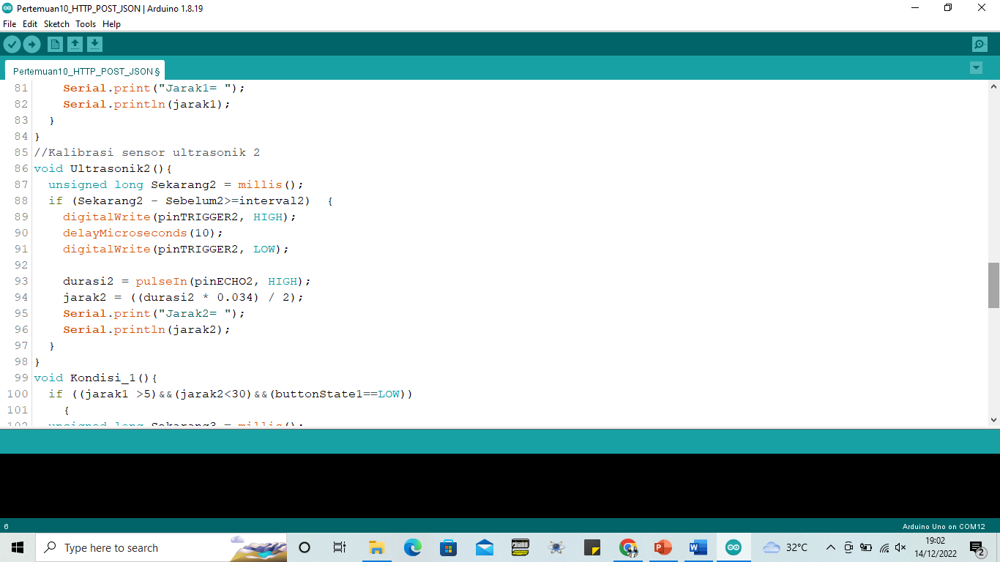 Pertemuan10_HTTP_POST_JSON | Arduino 1.8.19
File Edit Sketch Tools Help
Pertemuan10_HTTP_POST_JSON §
81 Serial.print("Jarak1= ");
82 Serial.println(jarak1);
83 }
84 }
85 //Kalibrasi sensor ultrasonik 2
86 void Ultrasonik2(){
87 unsigned long Sekarang2 = millis();
88 if (Sekarang2 - Sebelum2>=interval2) {
89 digitalWrite(pinTRIGGER2, HIGH);
90 delayMicroseconds(10);
91 digitalWrite(pinTRIGGER2, LOW);
92
93 durasi2 = pulseIn(pinECHO2, HIGH);
94 jarak2 = ((durasi2 * 0.034) / 2);
95 Serial.print("Jarak2= ");
96 Serial.println(jarak2);
97 }
98 }
99 void Kondisi_1(){
100 if ((jarak1 >5)&&(jarak2<30)&&(buttonState1==LOW))
101 {
102 unsigned long Sekarang3 = millis();
6 Arduino Uno on COM12
Type here to search
32°C
19:02
14/12/2022
2